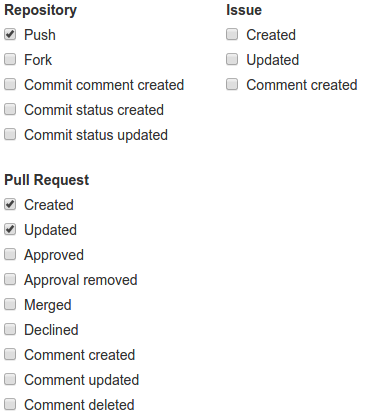 Repository
Push
Fork
Commit comment created
Commit status created
Commit status updated
Issue
Created
Updated
Comment created
Pull Request
Created
Updated
Approved
Approval removed
Merged
Declined
Comment created
Comment updated
Comment deleted